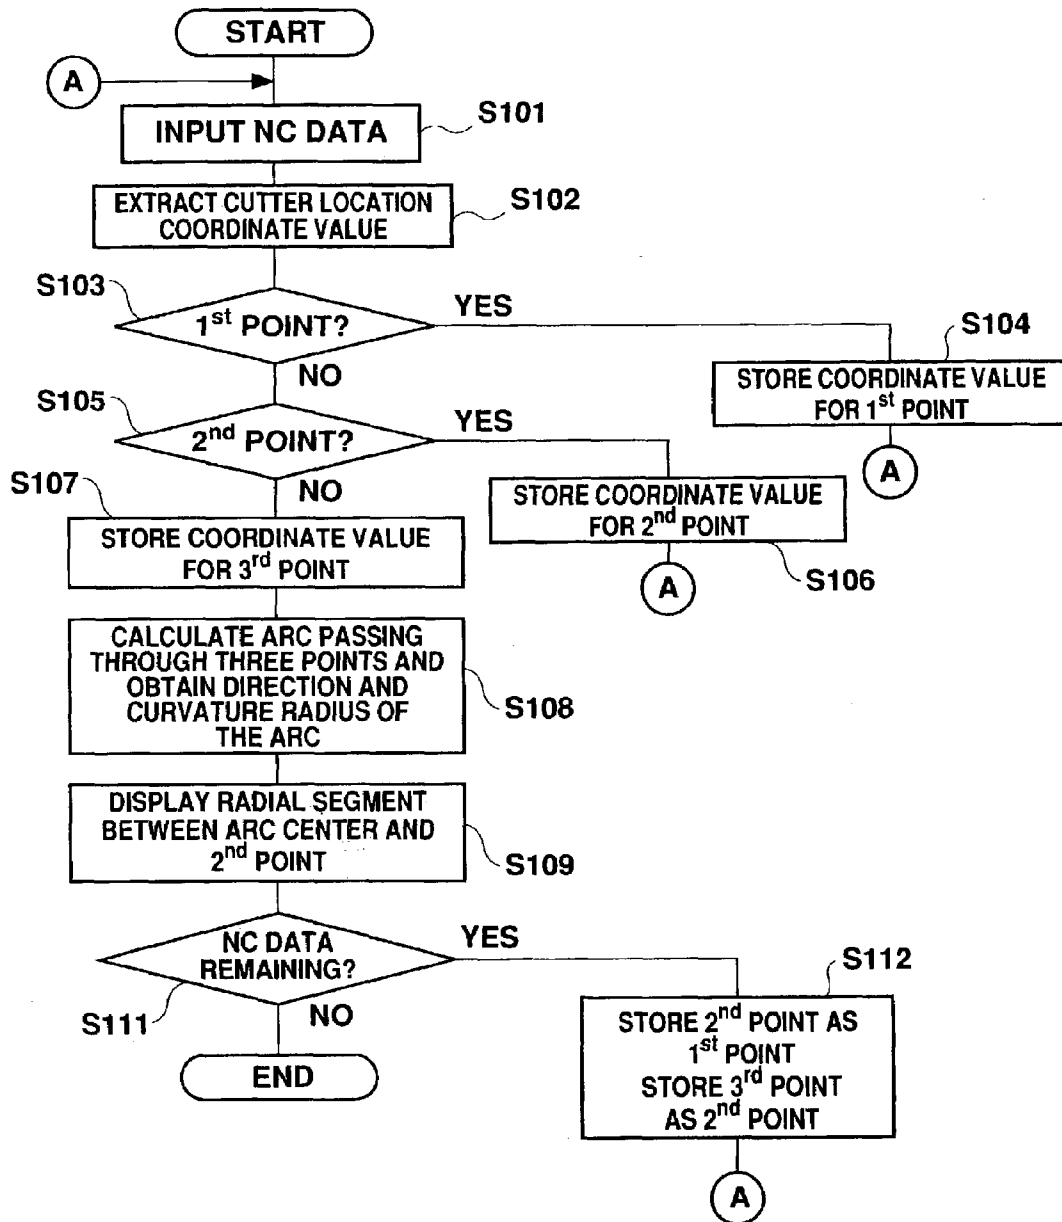 START
A
INPUT NC DATA
S101
EXTRACT CUTTER LOCATION
COORDINATE VALUE
S102
S103
1st POINT?
YES
NO
S104
STORE COORDINATE VALUE
FOR 1st POINT
A
S105
2nd POINT?
YES
NO
STORE COORDINATE VALUE
FOR 2nd POINT
S106
A
S107
STORE COORDINATE VALUE
FOR 3rd POINT
CALCULATE ARC PASSING
THROUGH THREE POINTS AND
OBTAIN DIRECTION AND
CURVATURE RADIUS OF
THE ARC
S108
DISPLAY RADIAL SEGMENT
BETWEEN ARC CENTER AND
2nd POINT
S109
NC DATA
REMAINING?
YES
S111
NO
END
S112
STORE 2nd POINT AS
1st POINT
STORE 3rd POINT
AS 2nd POINT
A